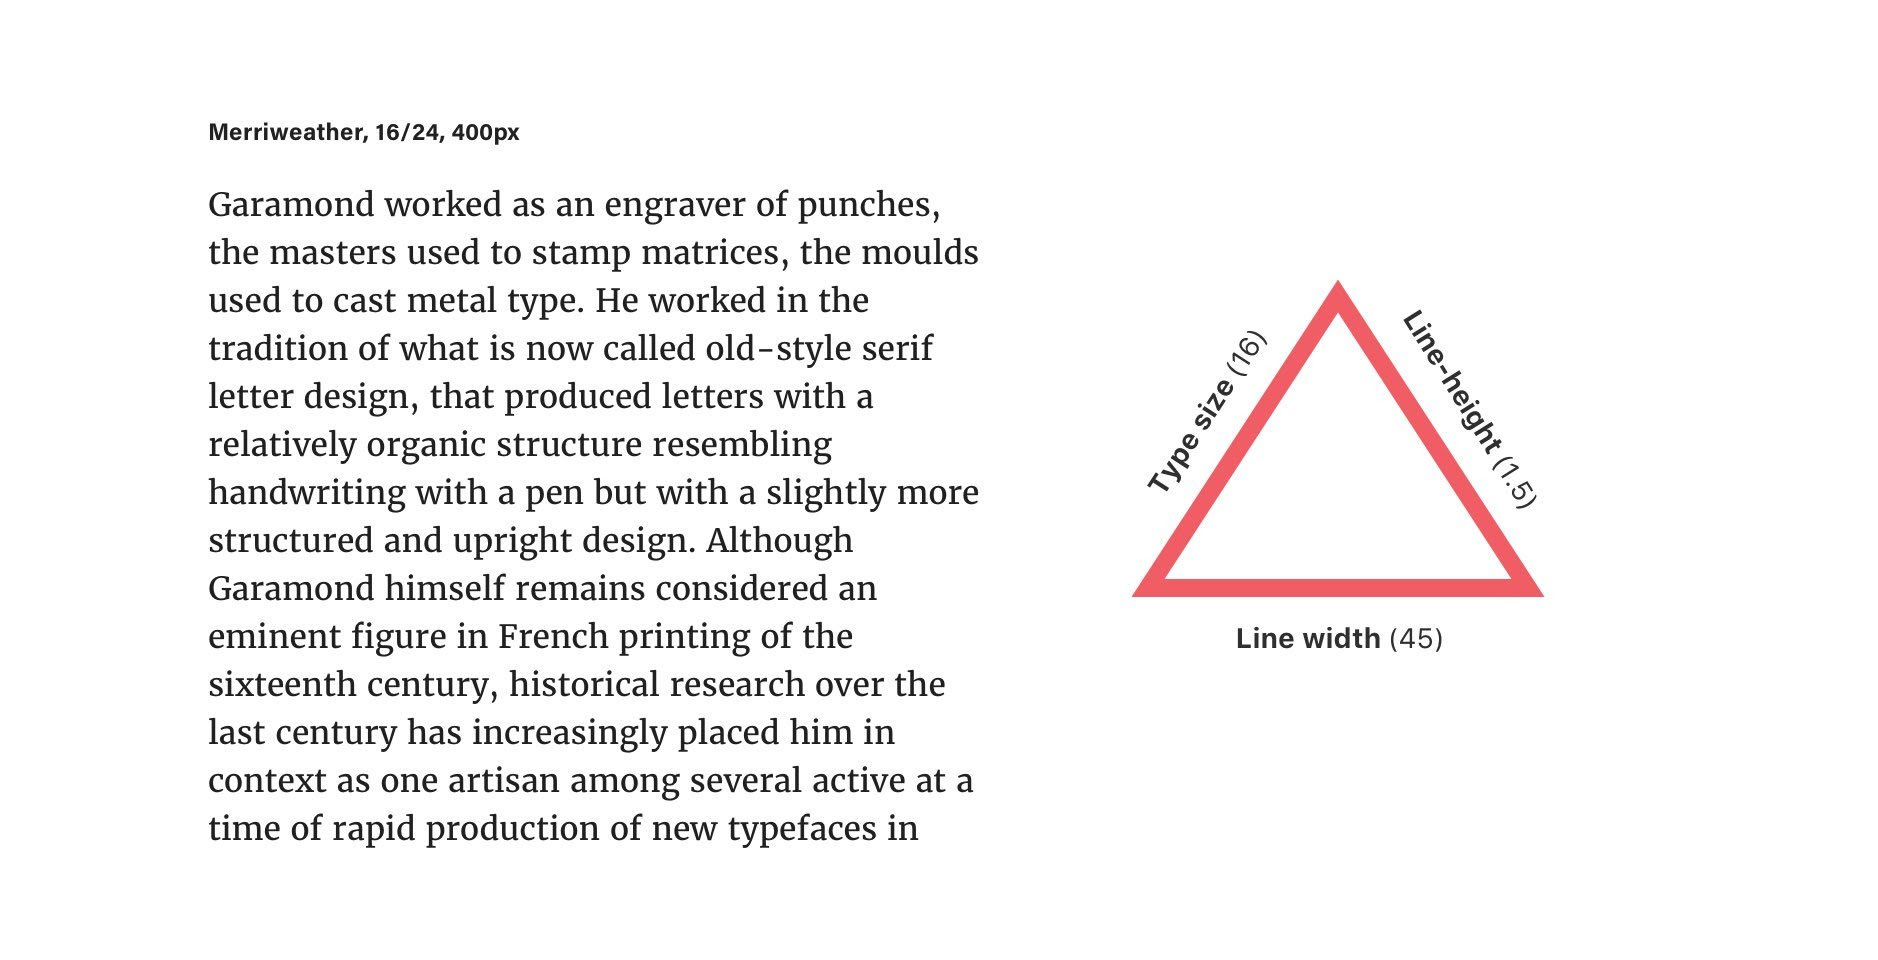 Merriweather, 16/24, 400px
Garamond worked as an engraver of punches,
the masters used to stamp matrices, the moulds
used to cast metal type. He worked in the
tradition of what is now called old-style serif
letter design, that produced letters with a
relatively organic structure resembling
handwriting with a pen but with a slightly more
structured and upright design. Although
Garamond himself remains considered an
eminent figure in French printing of the
sixteenth century, historical research over the
last century has increasingly placed him in
context as one artisan among several active at a
time of rapid production of new typefaces in
Type size (16)
Line-height (1.5)
Line width (45)